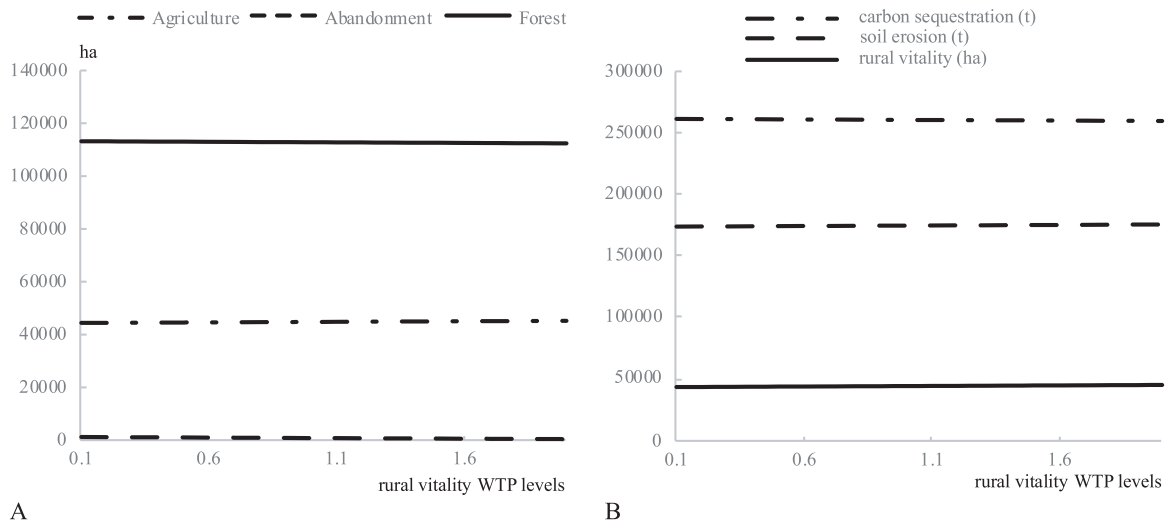 Agriculture Abandonment Forest
ha
140000
120000
100000
80000
60000
40000
20000
0
0.1 0.6 1.1 1.6
rural vitality WTP levels
A
carbon sequestration (t)
soil erosion (t)
rural vitality (ha)
300000
250000
200000
150000
100000
50000
0
0.1 0.6 1.1 1.6
rural vitality WTP levels
B